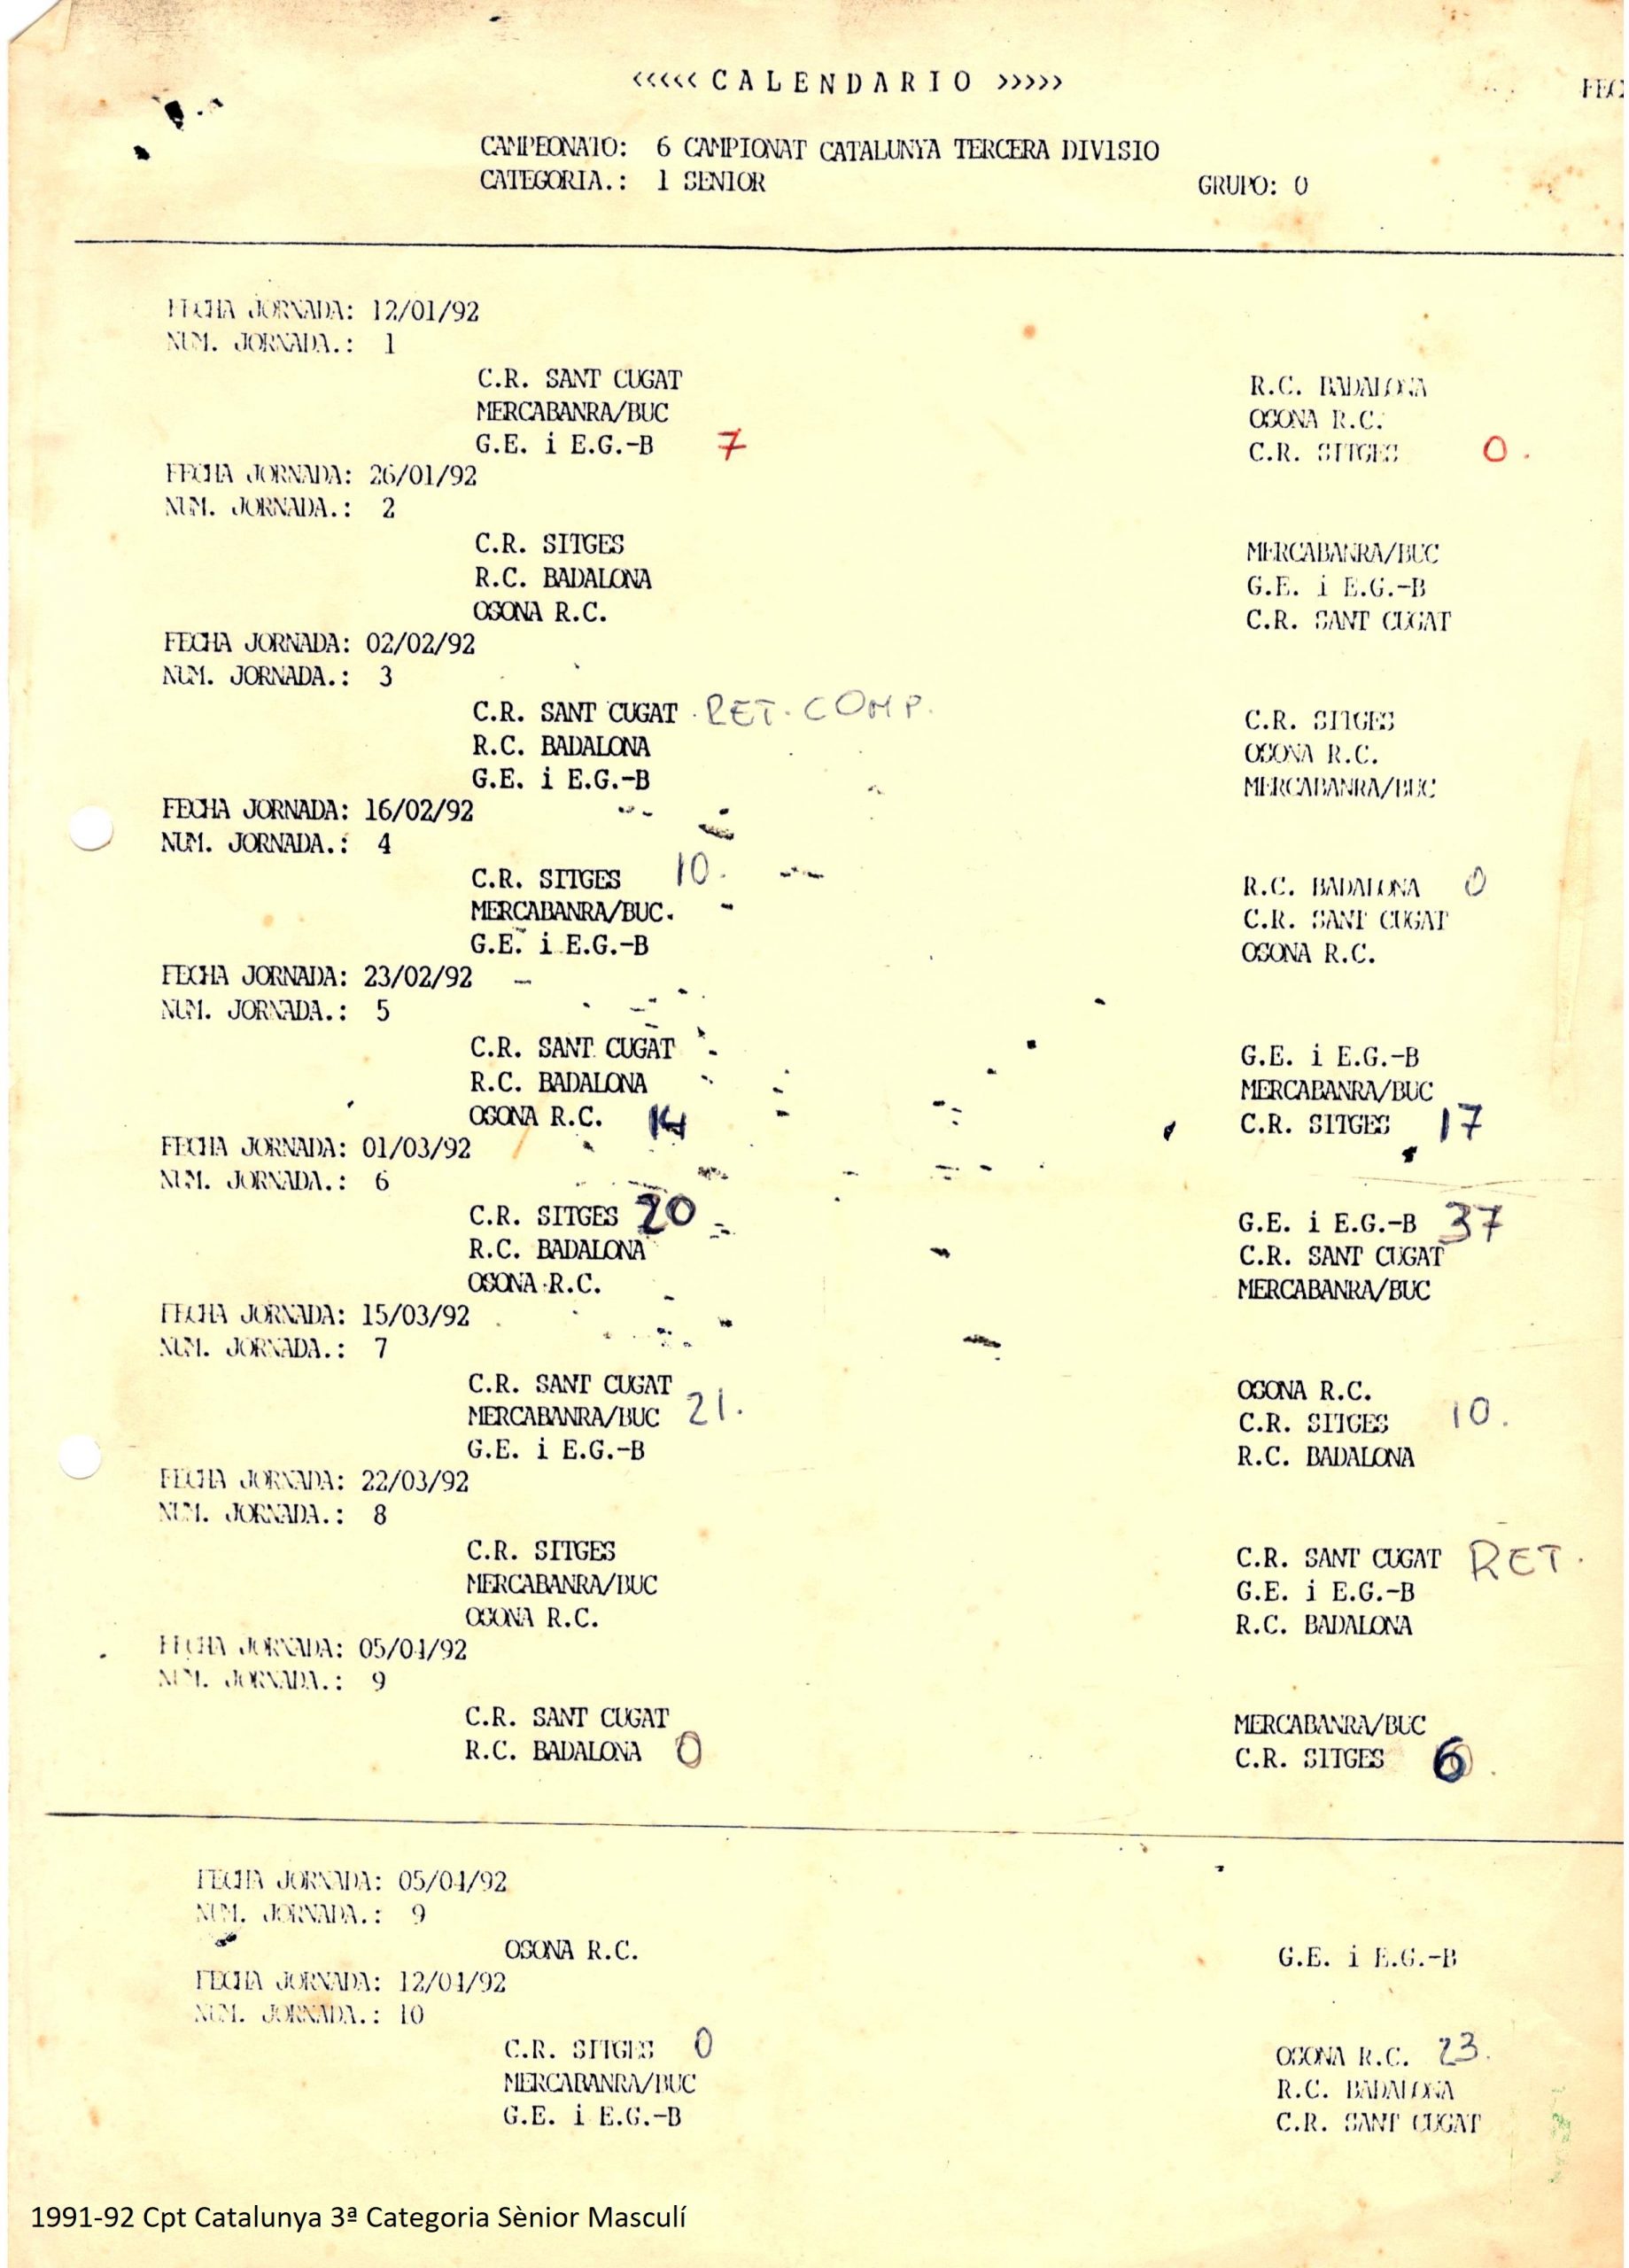 <<<<< CALENDARIO >>>>>
CAMPEONATO: 6 CAMPIONAT CATALUNYA TERCERA DIVISIO
CATEGORIA.: 1 SENIOR GRUPO: 0
FECHA JORNADA: 12/01/92
NUM. JORNADA.: 1
C.R. SANT CUGAT R.C. BADALONA
MERCABANRA/BUC OSONA R.C.
G.E. i E.G.-B 7 C.R. SITGES 0.
FECHA JORNADA: 26/01/92
NUM. JORNADA.: 2
C.R. SITGES MERCABANRA/BUC
R.C. BADALONA G.E. i E.G.-B
OSONA R.C. C.R. SANT CUGAT
FECHA JORNADA: 02/02/92
NUM. JORNADA.: 3
C.R. SANT CUGAT RET. COMP. C.R. SITGES
R.C. BADALONA OSONA R.C.
G.E. i E.G.-B MERCABANRA/BUC
FECHA JORNADA: 16/02/92
NUM. JORNADA.: 4
C.R. SITGES 10. R.C. BADALONA 0
MERCABANRA/BUC. C.R. SANT CUGAT
G.E. i E.G.-B OSONA R.C.
FECHA JORNADA: 23/02/92
NUM. JORNADA.: 5
C.R. SANT CUGAT G.E. i E.G.-B
R.C. BADALONA MERCABANRA/BUC
OSONA R.C. 14 C.R. SITGES 17
FECHA JORNADA: 01/03/92
NUM. JORNADA.: 6
C.R. SITGES 20 G.E. i E.G.-B 37
R.C. BADALONA C.R. SANT CUGAT
OSONA R.C. MERCABANRA/BUC
FECHA JORNADA: 15/03/92
NUM. JORNADA.: 7
C.R. SANT CUGAT OSONA R.C.
MERCABANRA/BUC 21. C.R. SITGES 10.
G.E. i E.G.-B R.C. BADALONA
FECHA JORNADA: 22/03/92
NUM. JORNADA.: 8
C.R. SITGES C.R. SANT CUGAT RET.
MERCABANRA/BUC G.E. i E.G.-B
OSONA R.C. R.C. BADALONA
FECHA JORNADA: 05/04/92
NUM. JORNADA.: 9
C.R. SANT CUGAT MERCABANRA/BUC
R.C. BADALONA 0 C.R. SITGES 6
FECHA JORNADA: 05/04/92
NUM. JORNADA.: 9
OSONA R.C. G.E. i E.G.-B
FECHA JORNADA: 12/04/92
NUM. JORNADA.: 10
C.R. SITGES 0 OSONA R.C. 23.
MERCABANRA/BUC R.C. BADALONA
G.E. i E.G.-B C.R. SANT CUGAT
1991-92 Cpt Catalunya 3ª Categoria Sènior Masculí